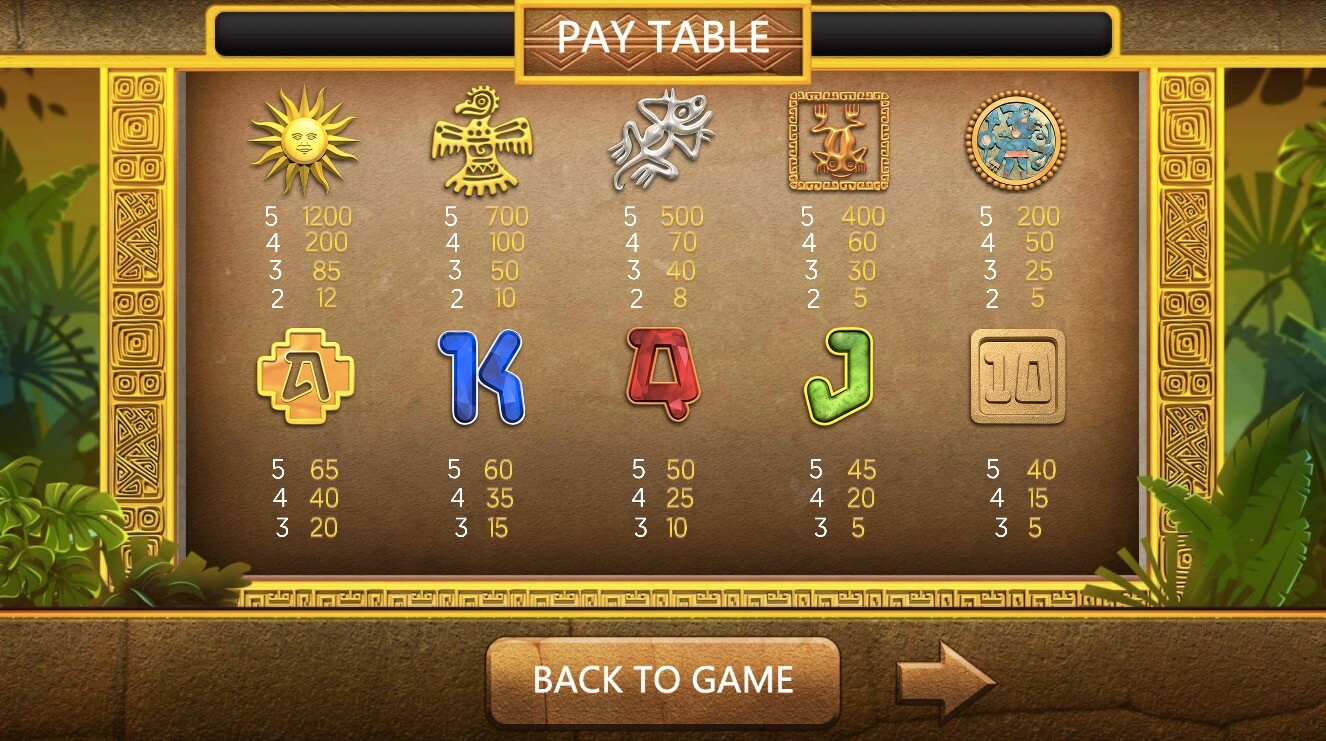 PAY TABLE
5 1200 5 700 5 500 5 400 5 200
4 200 4 100 4 70 4 60 4 50
3 85 3 50 3 40 3 30 3 25
2 12 2 10 2 8 2 5 2 5
A K Q J 10
5 65 5 60 5 50 5 45 5 40
4 40 4 35 4 25 4 20 4 15
3 20 3 15 3 10 3 5 3 5
BACK TO GAME